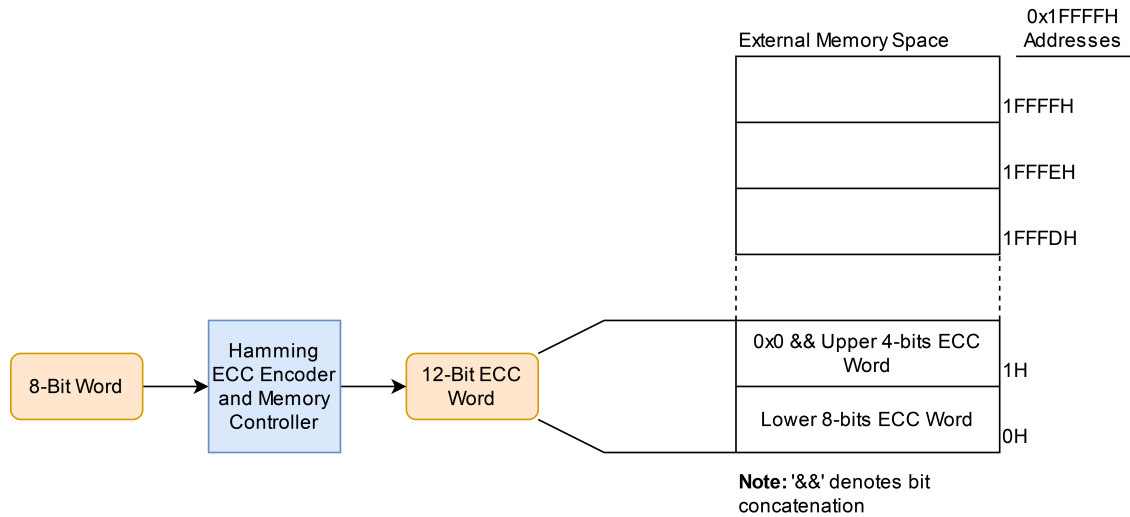 0x1FFFFH
Addresses
External Memory Space
1FFFFH
1FFFEH
1FFFDH
8-Bit Word
Hamming
ECC Encoder
and Memory
Controller
12-Bit ECC
Word
0x0 && Upper 4-bits ECC
Word
1H
Lower 8-bits ECC Word
0H
Note: '&&' denotes bit
concatenation